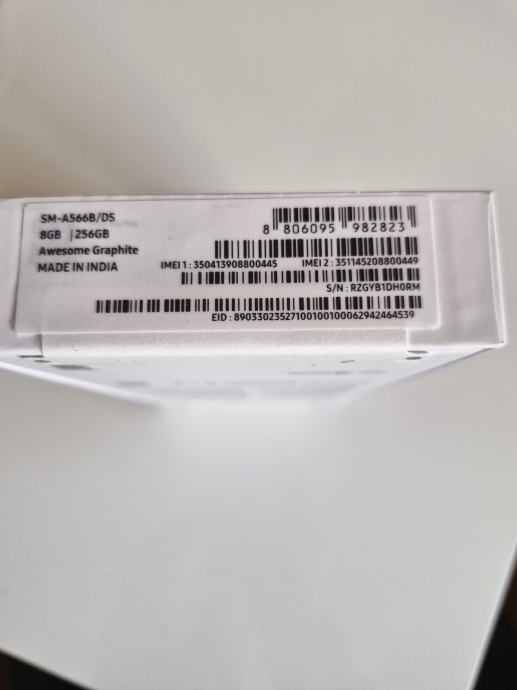 SM-A566B/DS
8GB | 256GB
Awesome Graphite
MADE IN INDIA
8 806095 982823
IMEI 1 : 350413908800445 IMEI 2 : 351145208800449
S/N : RZGYB1DH0RM
EID : 89033023527100100100062942464539